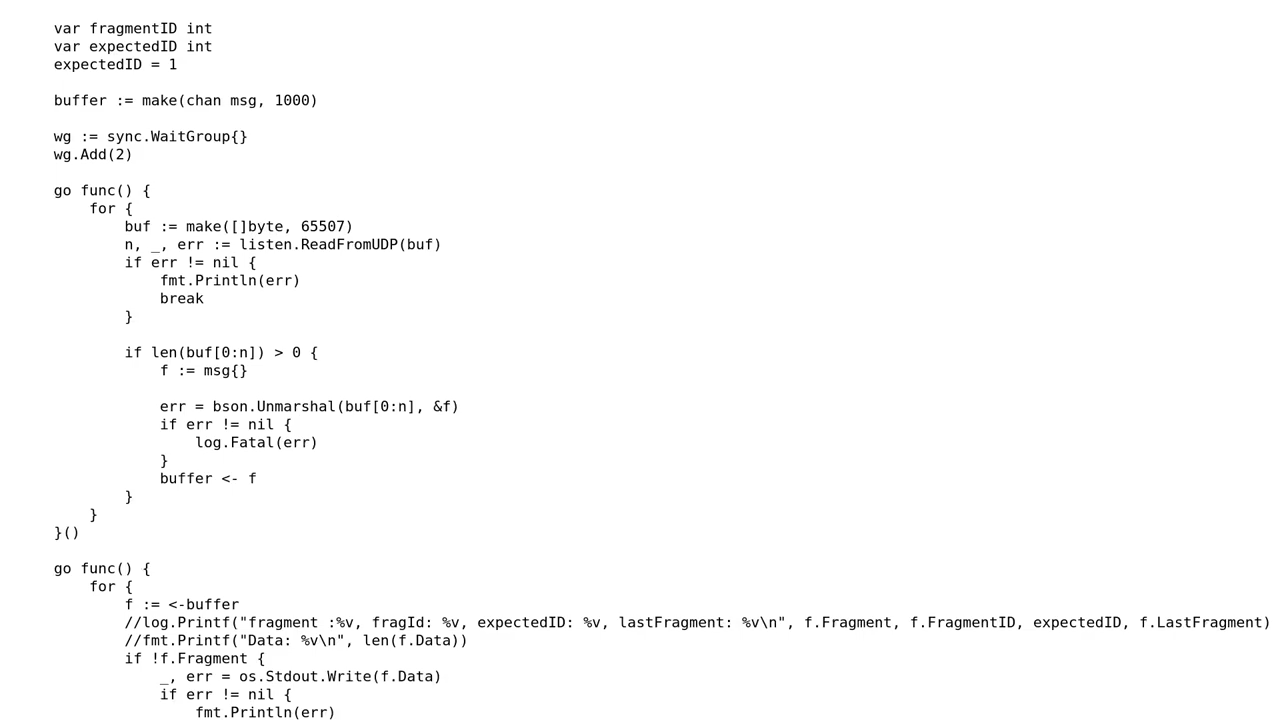 var fragmentID int
var expectedID int
expectedID = 1

buffer := make(chan msg, 1000)

wg := sync.WaitGroup{}
wg.Add(2)

go func() {
    for {
        buf := make([]byte, 65507)
        n, _, err := listen.ReadFromUDP(buf)
        if err != nil {
            fmt.Println(err)
            break
        }

        if len(buf[0:n]) > 0 {
            f := msg{}

            err = bson.Unmarshal(buf[0:n], &f)
            if err != nil {
                log.Fatal(err)
            }
            buffer <- f
        }
    }
}()

go func() {
    for {
        f := <-buffer
        //log.Printf("fragment :%v, fragId: %v, expectedID: %v, lastFragment: %v\n", f.Fragment, f.FragmentID, expectedID, f.LastFragment)
        //fmt.Printf("Data: %v\n", len(f.Data))
        if !f.Fragment {
            _, err = os.Stdout.Write(f.Data)
            if err != nil {
                fmt.Println(err)